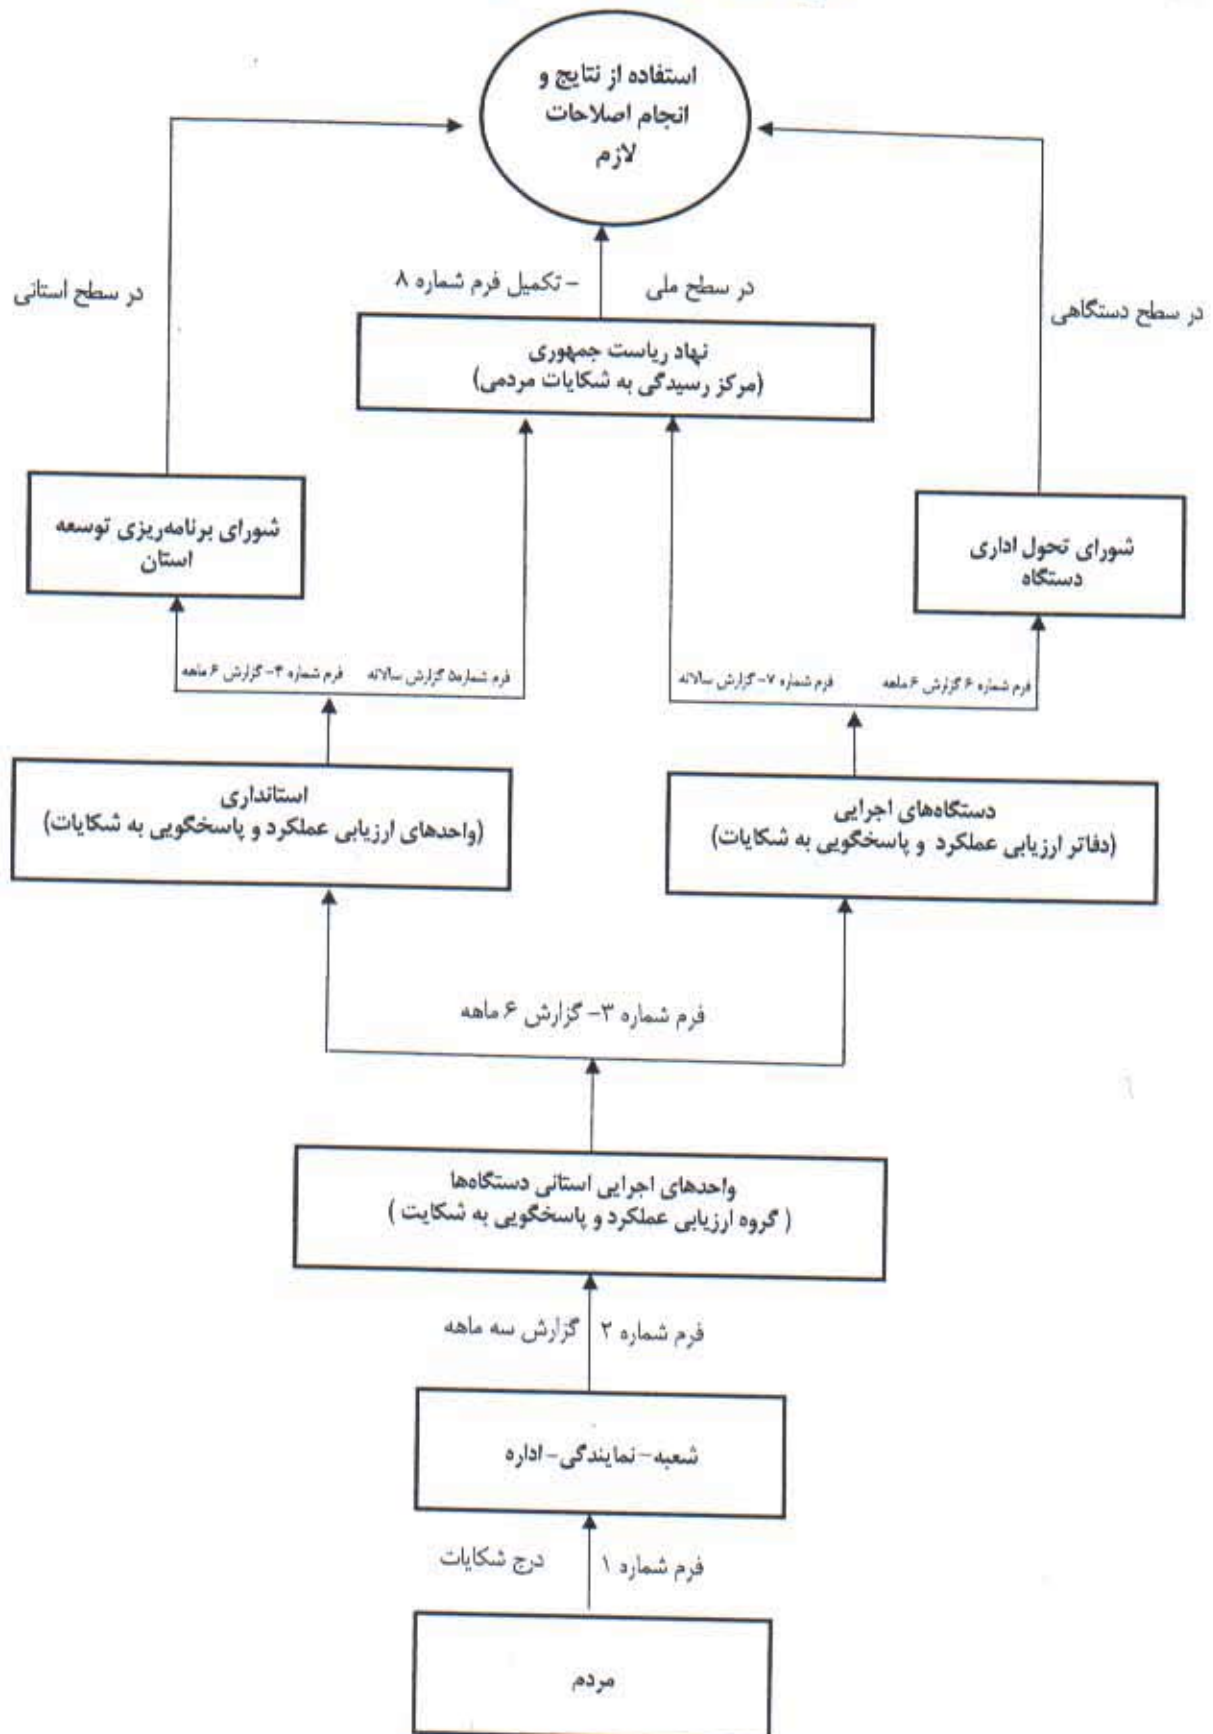 استفاده از نتایج و
انجام اصلاحات
لازم
در سطح ملی
- تکمیل فرم شماره ۸
در سطح استانی
در سطح دستگاهی
نهاد ریاست جمهوری
(مرکز رسیدگی به شکایات مردمی)
شورای تحول اداری
دستگاه
شورای برنامه‌ریزی توسعه
استان
فرم شماره ۶ گزارش ۶ ماهه
فرم شماره ۷- گزارش سالانه
فرم شماره۵ گزارش سالانه
فرم شماره ۴- گزارش ۶ ماهه
دستگاه‌های اجرایی
(دفاتر ارزیابی عملکرد و پاسخگویی به شکایات)
استانداری
(واحدهای ارزیابی عملکرد و پاسخگویی به شکایات)
فرم شماره ۳- گزارش ۶ ماهه
واحدهای اجرایی استانی دستگاه‌ها
( گروه ارزیابی عملکرد و پاسخگویی به شکایت )
فرم شماره ۲ گزارش سه ماهه
شعبه-نمایندگی-اداره
فرم شماره ۱ درج شکایات
مردم